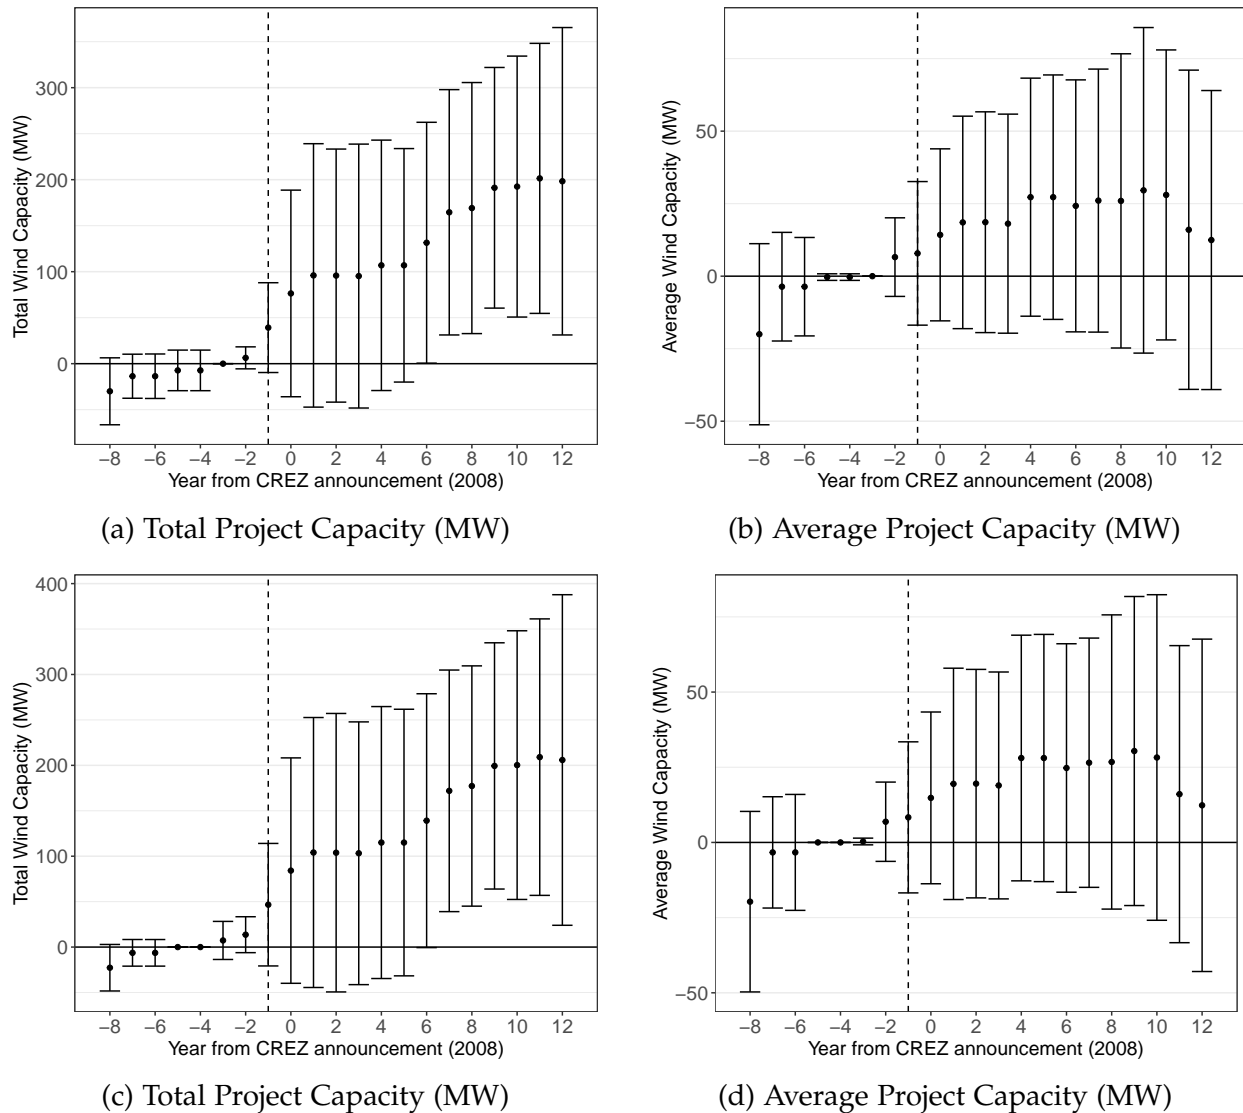 Total Wind Capacity (MW)
300
200
100
0
−8 −6 −4 −2 0 2 4 6 8 10 12
Year from CREZ announcement (2008)
(a) Total Project Capacity (MW)
Average Wind Capacity (MW)
50
0
−50
−8 −6 −4 −2 0 2 4 6 8 10 12
Year from CREZ announcement (2008)
(b) Average Project Capacity (MW)
Total Wind Capacity (MW)
400
300
200
100
0
−8 −6 −4 −2 0 2 4 6 8 10 12
Year from CREZ announcement (2008)
(c) Total Project Capacity (MW)
Average Wind Capacity (MW)
50
0
−50
−8 −6 −4 −2 0 2 4 6 8 10 12
Year from CREZ announcement (2008)
(d) Average Project Capacity (MW)